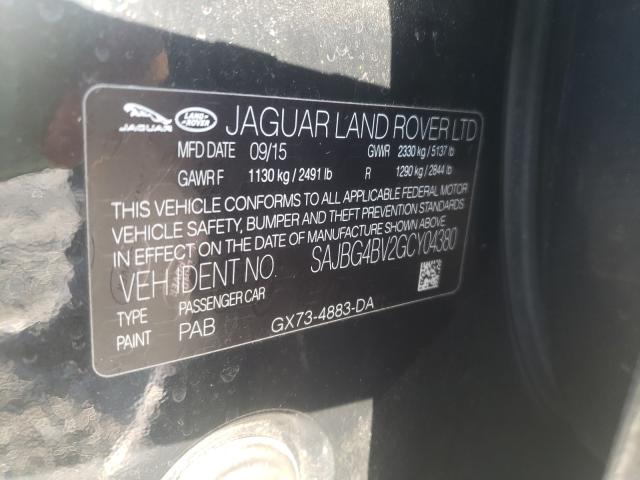 JAGUAR LAND ROVER JAGUAR LAND ROVER LTD
MFD DATE 09/15 GVWR 2330 kg / 5137 lb
GAWR F 1130 kg / 2491 lb R 1290 kg / 2844 lb
THIS VEHICLE CONFORMS TO ALL APPLICABLE FEDERAL MOTOR
VEHICLE SAFETY, BUMPER AND THEFT PREVENTION STANDARDS
IN EFFECT ON THE DATE OF MANUFACTURE SHOWN ABOVE
VEH IDENT NO. SAJBG4BV2GCY04380
TYPE PASSENGER CAR
PAINT PAB GX73-4883-DA